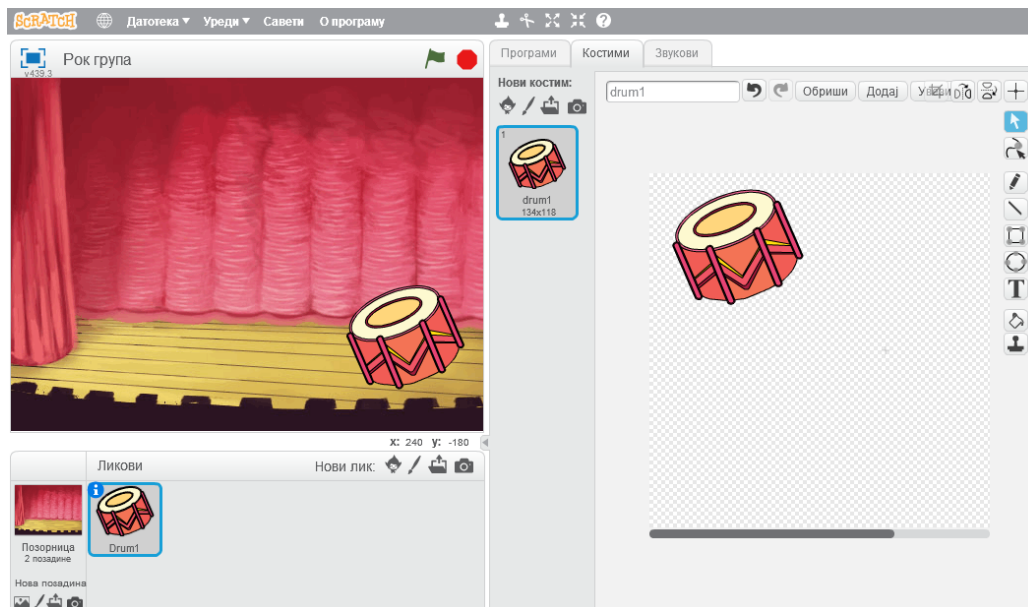 SCRATCH Датотека Уреди Савети О програму
Рок група
v439.3
Програми Костими Звукови
Нови костим:
1
drum1
134x118
drum1 Обриши Додај
T
x: 240 y: -180
Ликови Нови лик:
Позорница
2 позадине
Drum1
Нова позадина